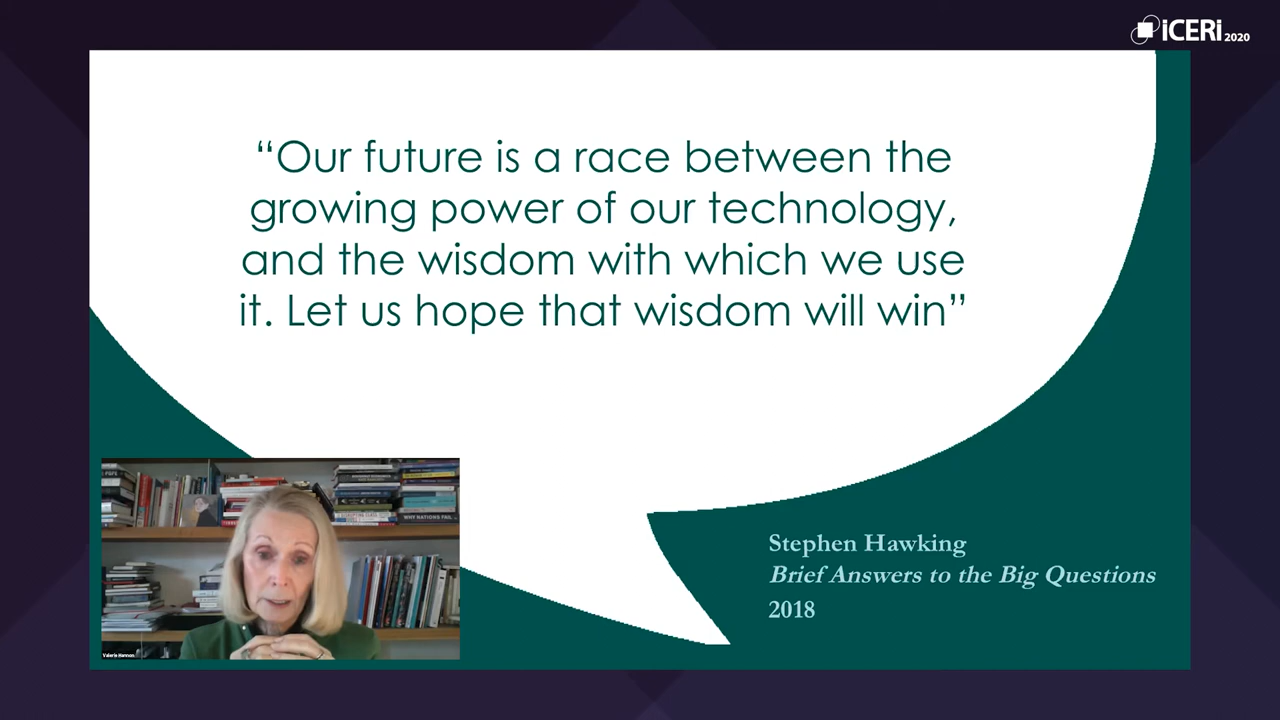 iCERi 2020
“Our future is a race between the
growing power of our technology,
and the wisdom with which we use
it. Let us hope that wisdom will win”
Stephen Hawking
Brief Answers to the Big Questions
2018
WHY NATIONS FAIL
Valerie Hannon